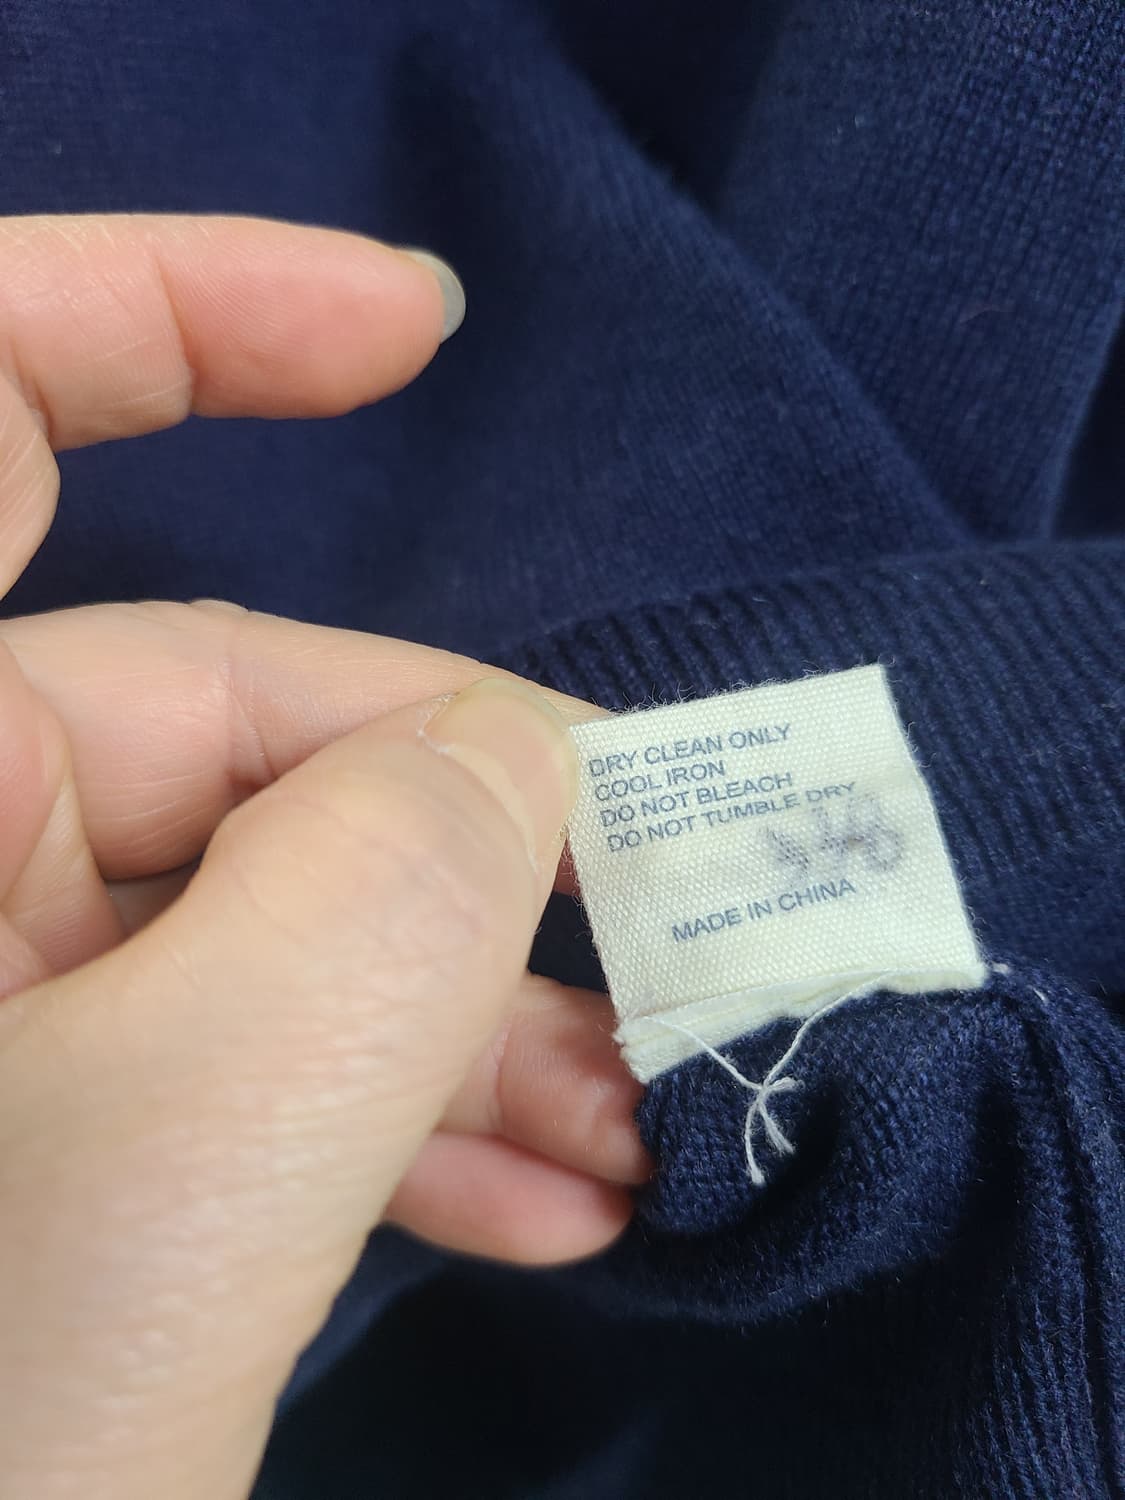 DRY CLEAN ONLY
COOL IRON
DO NOT BLEACH
DO NOT TUMBLE DRY
MADE IN CHINA